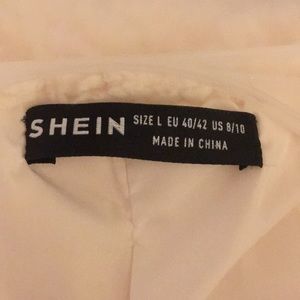 SHEIN
SIZE L EU 40/42 US 8/10
MADE IN CHINA